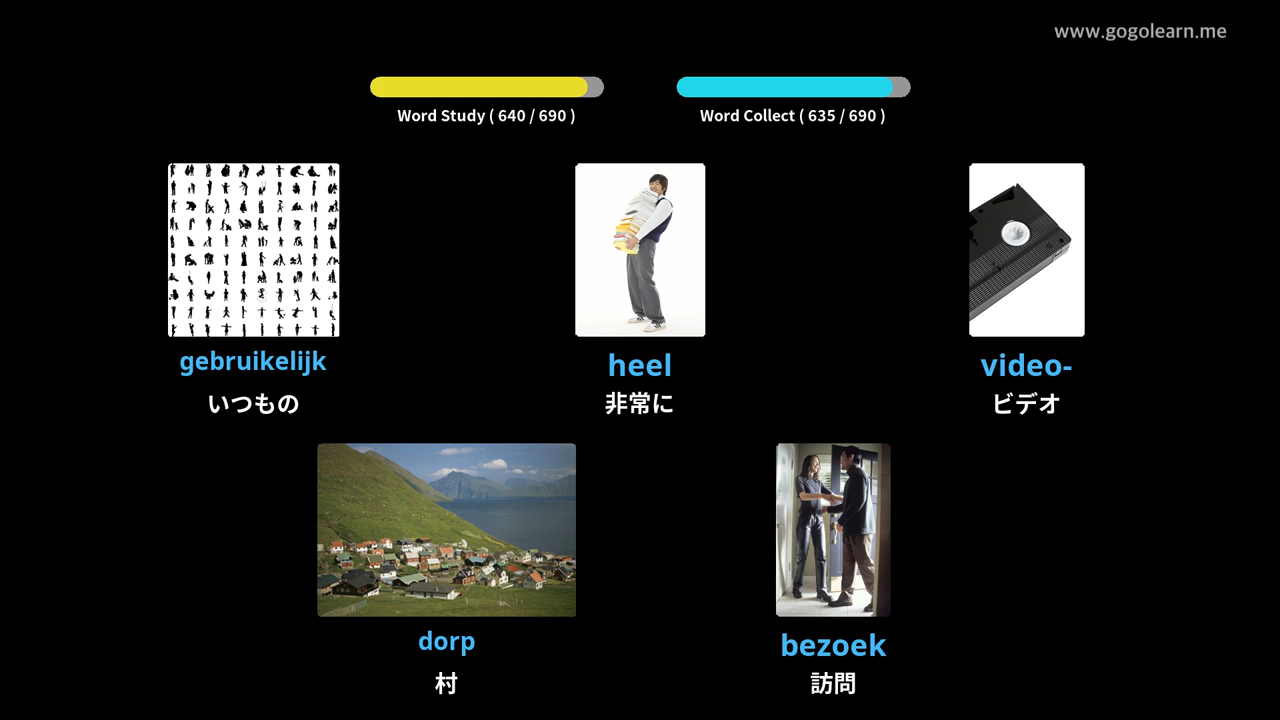 www.gogolearn.me
Word Study ( 640 / 690 )
Word Collect ( 635 / 690 )
gebruikelijk
いつもの
heel
非常に
video-
ビデオ
dorp
村
bezoek
訪問